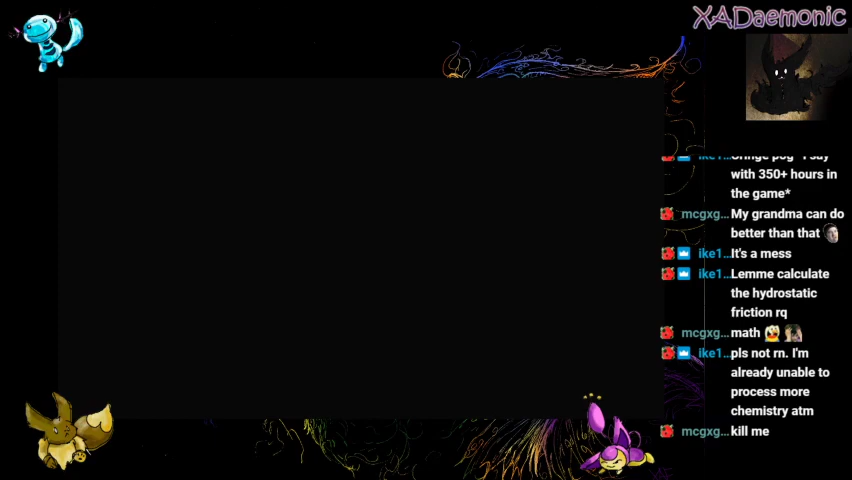 XADaemonic
ike1...
with 350+ hours in
the game*
mcgxg... My grandma can do
better than that
ike1... It's a mess
ike1... Lemme calculate
the hydrostatic
friction rq
mcgxg... math
ike1... pls not rn. I'm
already unable to
process more
chemistry atm
mcgxg... kill me